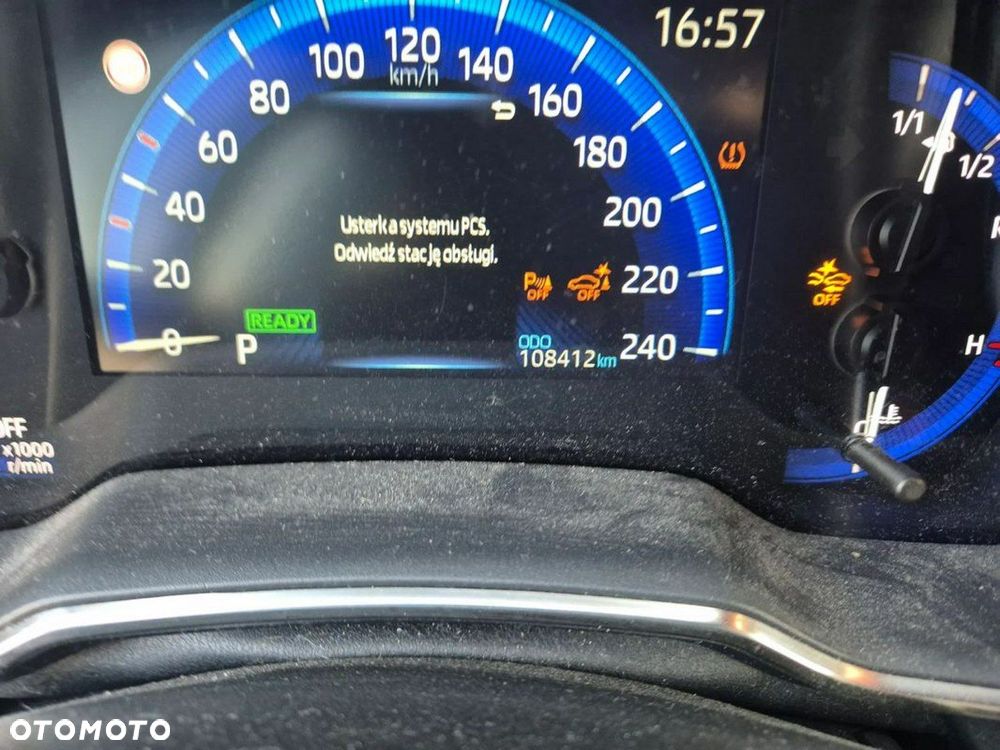 16:57
120
km/h
100
140
80
160
60
180
40
200
20
220
0
240
1/1
1/2
Usterka systemu PCS.
Odwiedź stację obsługi.
P OFF
OFF
OFF
READY
P
ODO
108412 km
H
OFF
x1000
r/min
OTOMOTO